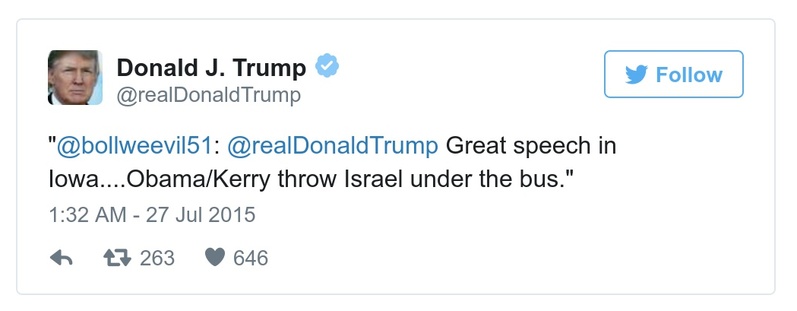 Donald J. Trump
@realDonaldTrump
Follow
"@bollweevil51: @realDonaldTrump Great speech in
Iowa....Obama/Kerry throw Israel under the bus."
1:32 AM - 27 Jul 2015
263 646